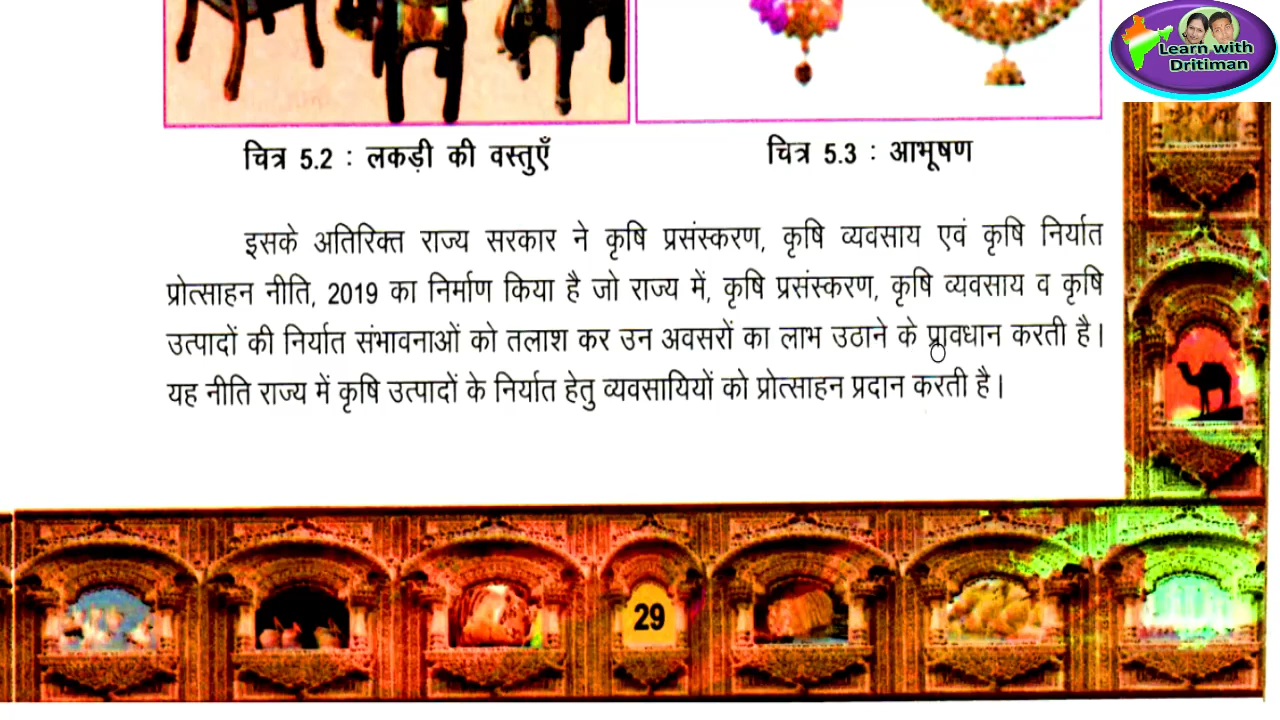 Learn with
Dritiman
चित्र 5.2 : लकड़ी की वस्तुएँ
चित्र 5.3 : आभूषण
इसके अतिरिक्त राज्य सरकार ने कृषि प्रसंस्करण, कृषि व्यवसाय एवं कृषि निर्यात
प्रोत्साहन नीति, 2019 का निर्माण किया है जो राज्य में, कृषि प्रसंस्करण, कृषि व्यवसाय व कृषि
उत्पादों की निर्यात संभावनाओं को तलाश कर उन अवसरों का लाभ उठाने के प्रावधान करती है।
यह नीति राज्य में कृषि उत्पादों के निर्यात हेतु व्यवसायियों को प्रोत्साहन प्रदान करती है।
29